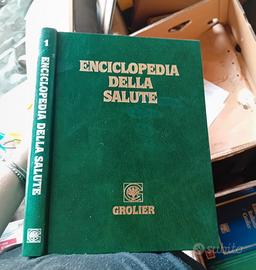 1
ENCICLOPEDIA DELLA SALUTE
ENCICLOPEDIA
DELLA
SALUTE
GROLIER
subito